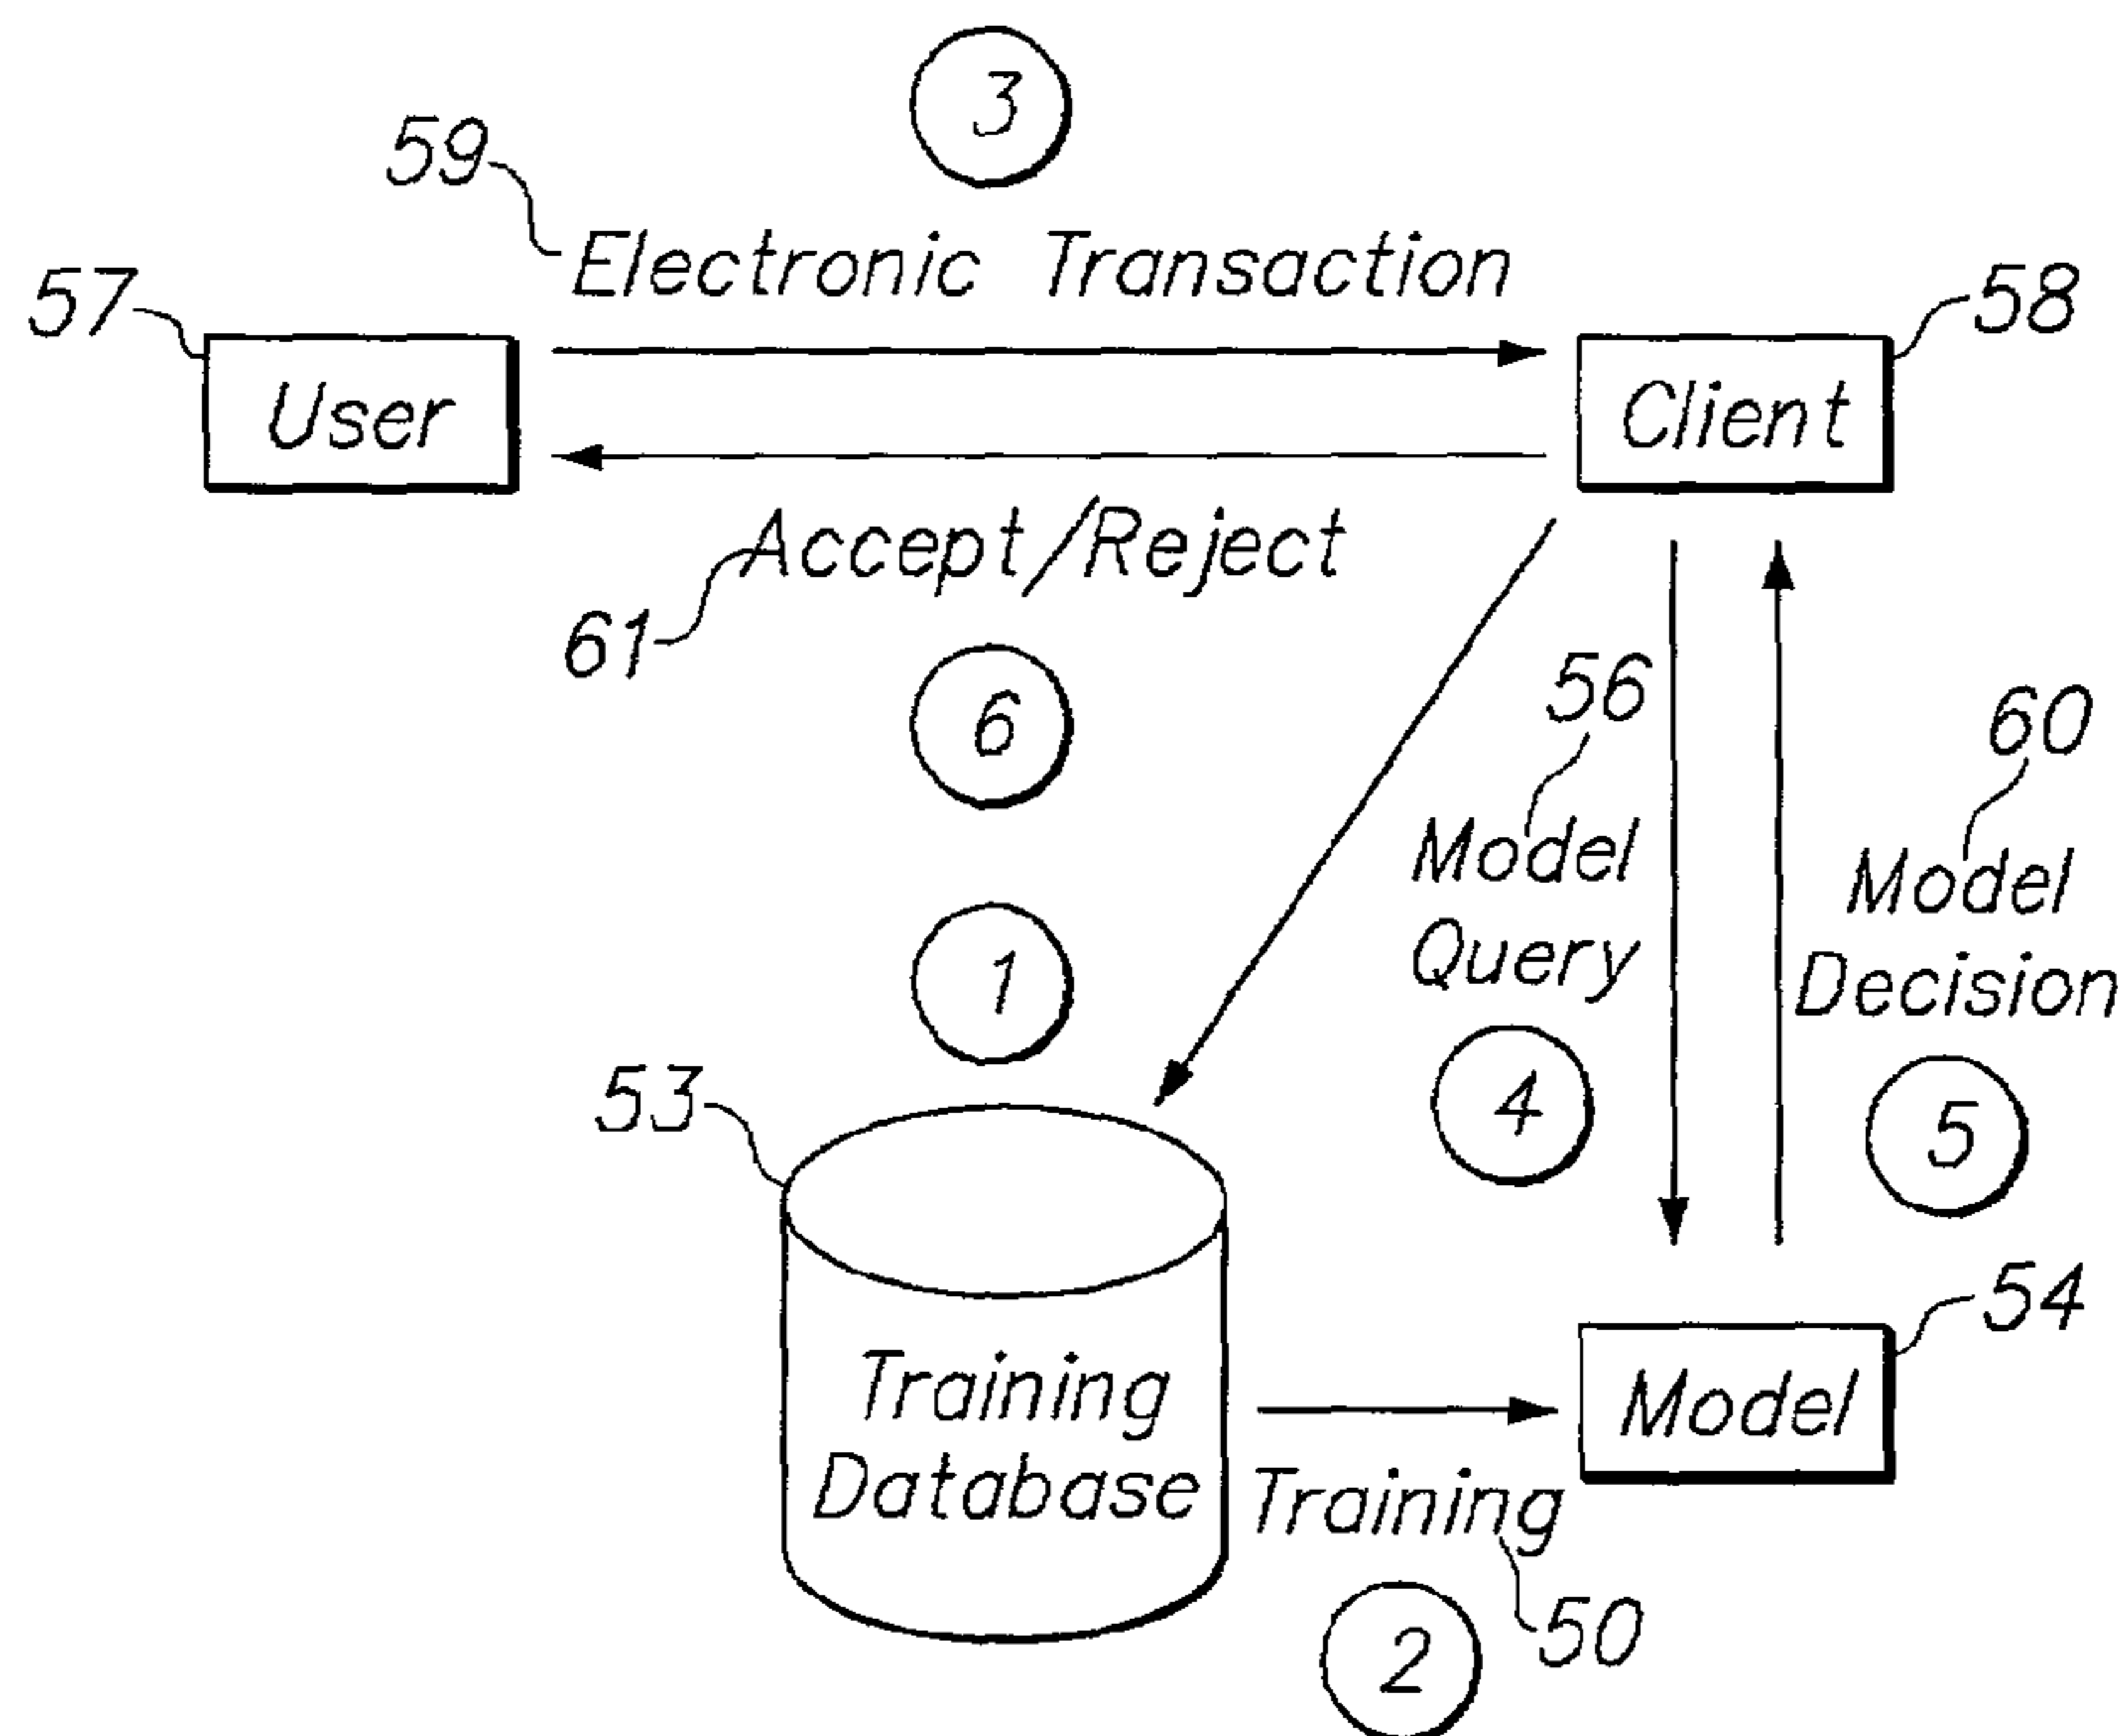 3
59
Electronic Transaction
57
58
User
Client
Accept/Reject
61
56
6
60
Model
Query
Model
Decision
1
53
4
5
54
Training
Database
Model
Training
50
2